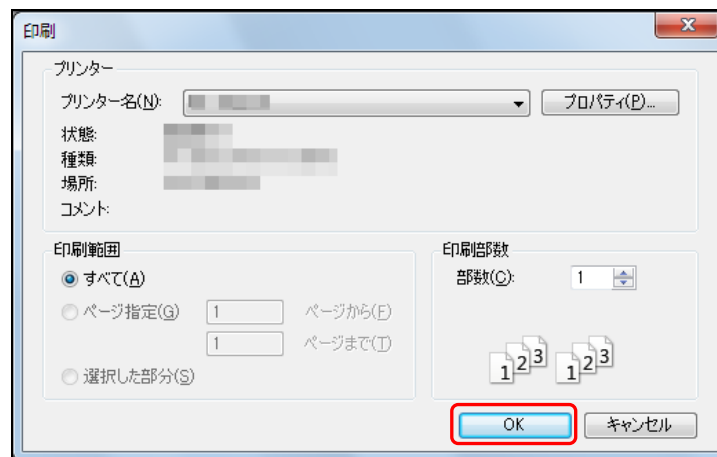 印刷
プリンター
プリンター名(N): プロパティ(P)...
状態:
種類:
場所:
コメント:
印刷範囲
すべて(A)
ページ指定(G) 1 ページから(F)
1 ページまで(T)
選択した部分(S)
印刷部数
部数(C): 1
1 2 3 1 2 3
OK キャンセル